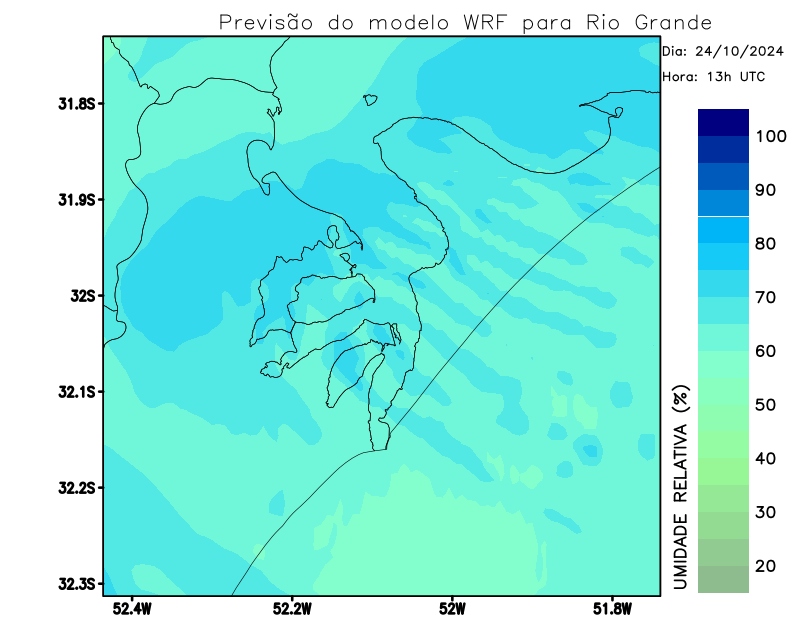 Previsão do modelo WRF para Rio Grande
Dia: 24/10/2024
Hora: 13h UTC
31.8S
31.9S
32S
32.1S
32.2S
32.3S
52.4W
52.2W
52W
51.8W
100
90
80
70
60
50
40
30
20
UMIDADE RELATIVA (%)